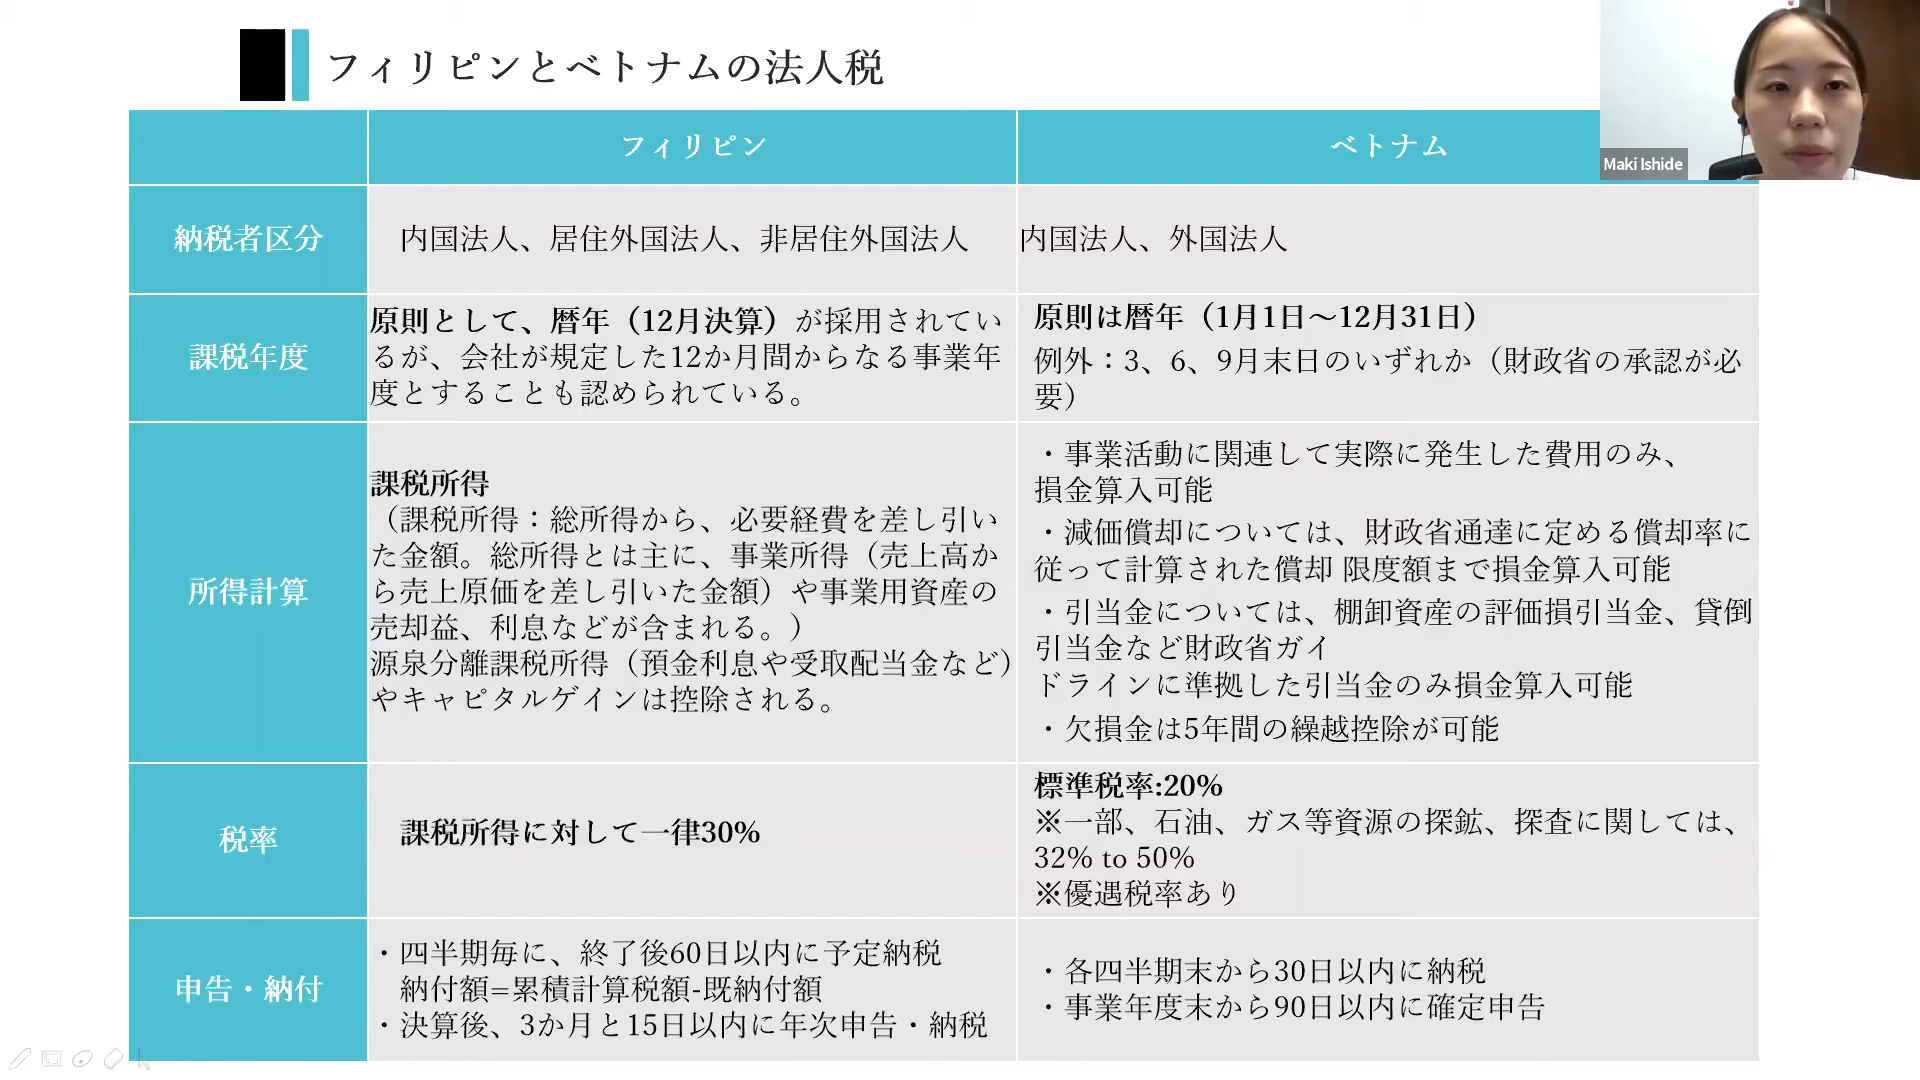 フィリピンとベトナムの法人税
Maki Ishide
フィリピン
ベトナム
納税者区分
内国法人、居住外国法人、非居住外国法人
内国法人、外国法人
課税年度
原則として、暦年（12月決算）が採用されてい
るが、会社が規定した12か月間からなる事業年
度とすることも認められている。
原則は暦年（1月1日～12月31日）
例外：3、6、9月末日のいずれか（財政省の承認が必
要）
所得計算
課税所得
（課税所得：総所得から、必要経費を差し引い
た金額。総所得とは主に、事業所得（売上高か
ら売上原価を差し引いた金額）や事業用資産の
売却益、利息などが含まれる。）
源泉分離課税所得（預金利息や受取配当金など）
やキャピタルゲインは控除される。
・事業活動に関連して実際に発生した費用のみ、
損金算入可能
・減価償却については、財政省通達に定める償却率に
従って計算された償却 限度額まで損金算入可能
・引当金については、棚卸資産の評価損引当金、貸倒
引当金など財政省ガイ
ドラインに準拠した引当金のみ損金算入可能
・欠損金は5年間の繰越控除が可能
税率
課税所得に対して一律30%
標準税率:20%
※一部、石油、ガス等資源の探鉱、探査に関しては、
32% to 50%
※優遇税率あり
申告・納付
・四半期毎に、終了後60日以内に予定納税
納付額=累積計算税額-既納付額
・決算後、3か月と15日以内に年次申告・納税
・各四半期末から30日以内に納税
・事業年度末から90日以内に確定申告